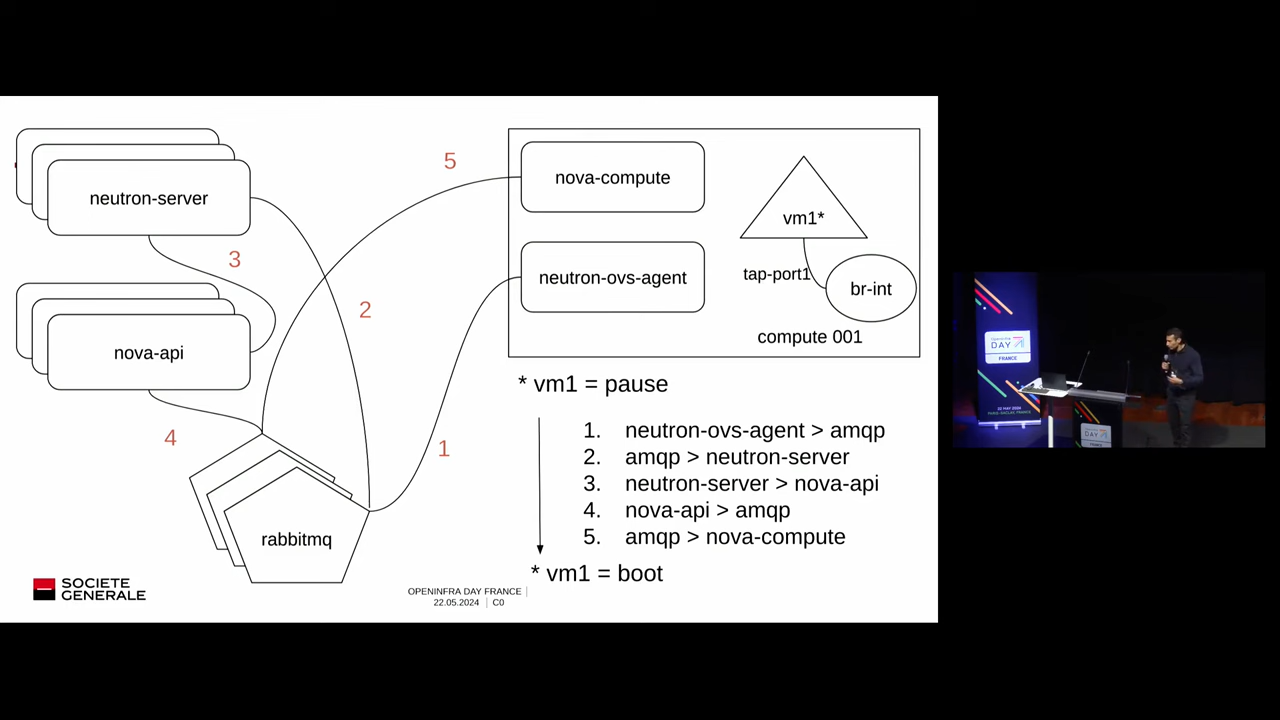 neutron-server
3
nova-api
4
rabbitmq
5
2
1
nova-compute
neutron-ovs-agent
vm1*
tap-port1
br-int
compute 001
* vm1 = pause
1. neutron-ovs-agent > amqp
2. amqp > neutron-server
3. neutron-server > nova-api
4. nova-api > amqp
5. amqp > nova-compute
* vm1 = boot
SOCIETE
GENERALE
OPENINFRA DAY FRANCE
22.05.2024 | C0
DAY
FRANCE
DAY